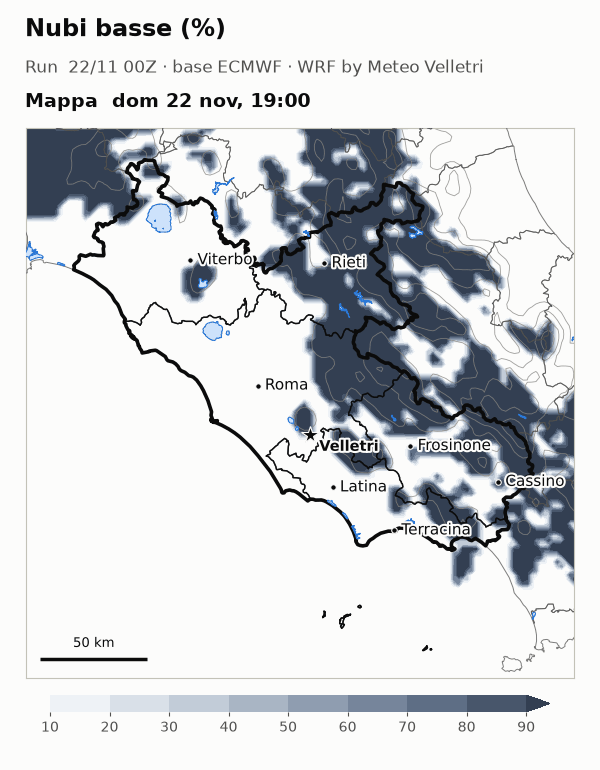 Nubi basse (%)
Run 22/11 00Z · base ECMWF · WRF by Meteo Velletri
Mappa dom 22 nov, 19:00
Viterbo
Rieti
Roma
Velletri
Frosinone
Latina
Cassino
Terracina
50 km
10 20 30 40 50 60 70 80 90